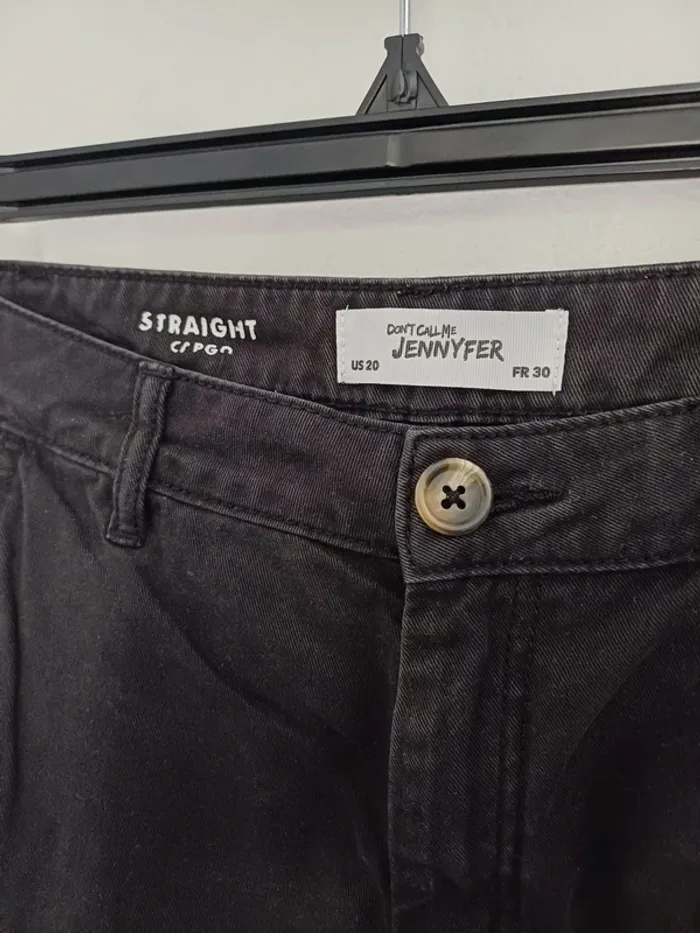 STRAIGHT
DON'T CALL ME
JENNYFER
US 20
FR 30